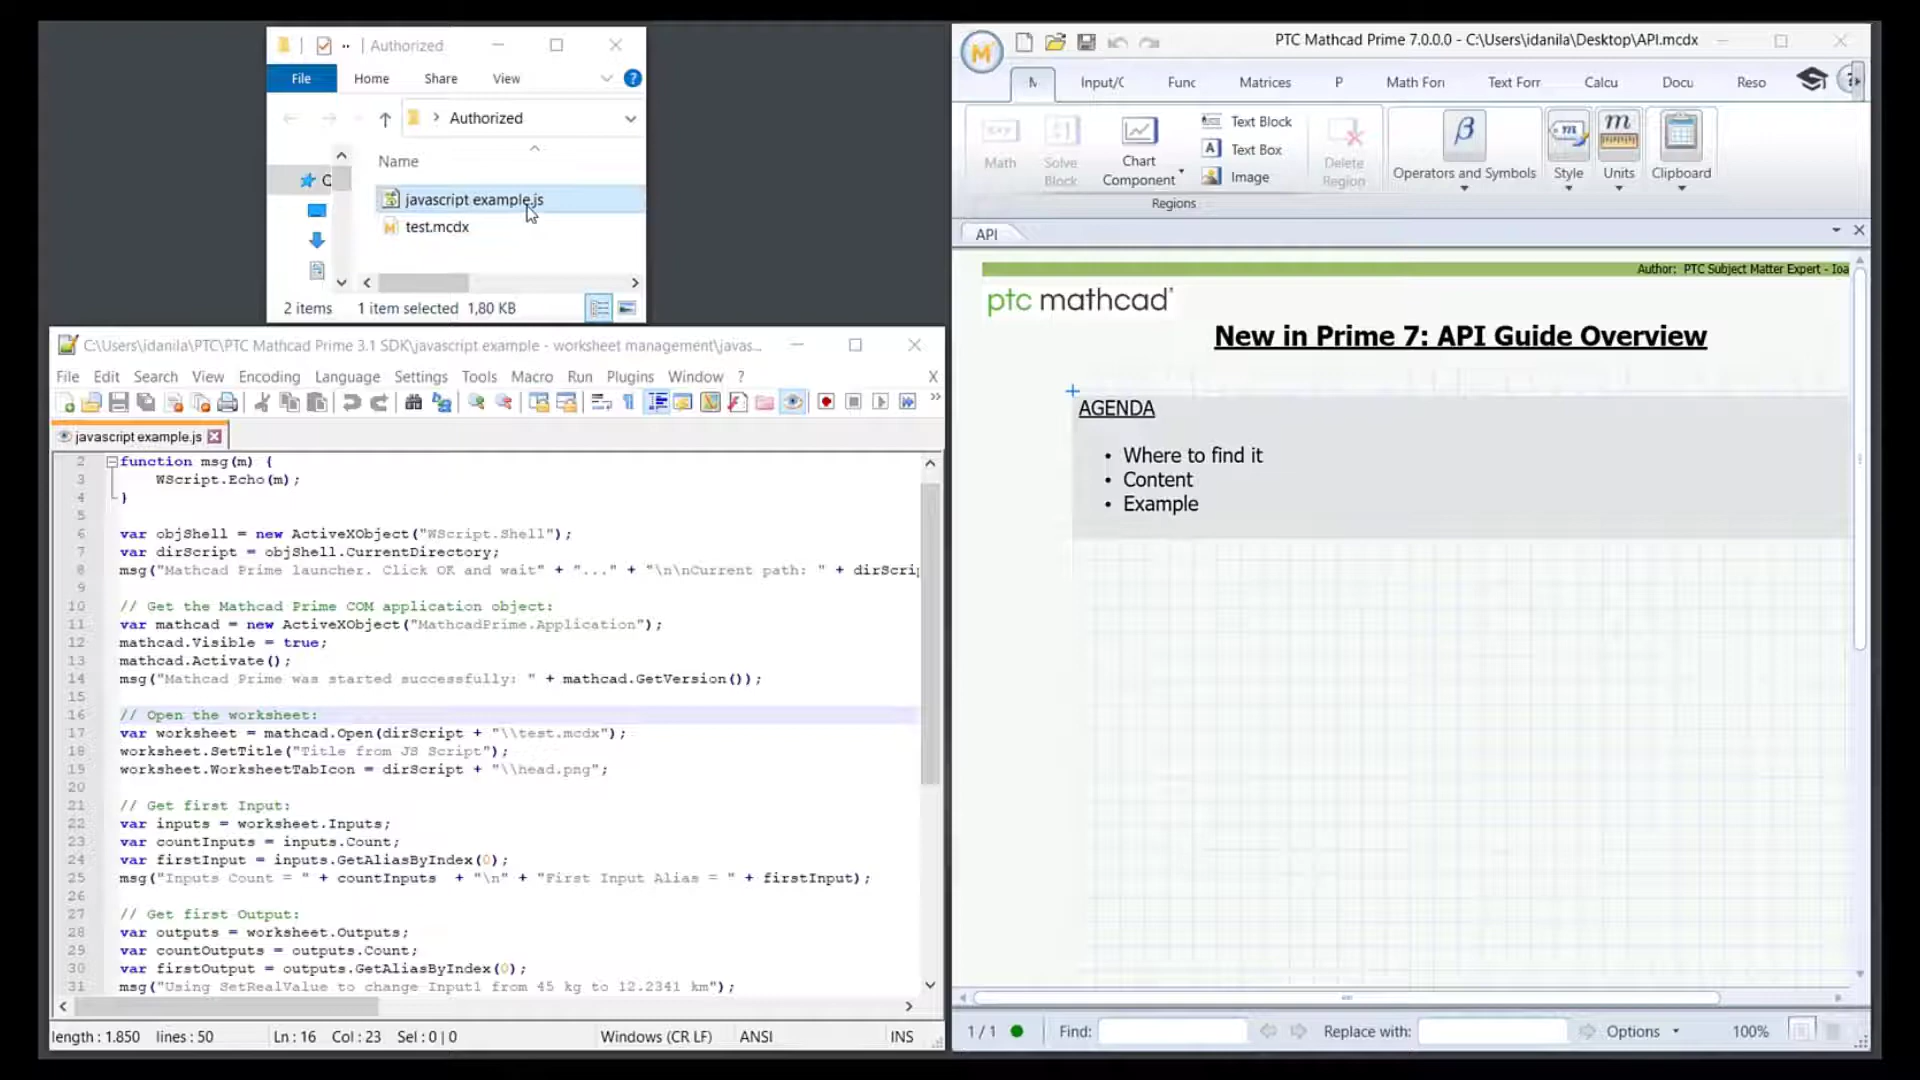 Authorized
File Home Share View
Authorized
Name
javascript example.js
test.mcdx
2 items 1 item selected 1,80 KB
C:\Users\idanila\PTC\PTC Mathcad Prime 3.1 SDK\javascript example - worksheet management\javas...
File Edit Search View Encoding Language Settings Tools Macro Run Plugins Window ? X
javascript example.js
2 function msg(m) {
3 WScript.Echo(m);
4 }
5
6 var objShell = new ActiveXObject("WScript.Shell");
7 var dirScript = objShell.CurrentDirectory;
8 msg("Mathcad Prime launcher. Click OK and wait" + "..." + "\n\nCurrent path: " + dirScrip
9
10 // Get the Mathcad Prime COM application object:
11 var mathcad = new ActiveXObject("MathcadPrime.Application");
12 mathcad.Visible = true;
13 mathcad.Activate();
14 msg("Mathcad Prime was started successfully: " + mathcad.GetVersion());
15
16 // Open the worksheet:
17 var worksheet = mathcad.Open(dirScript + "\\test.mcdx");
18 worksheet.SetTitle("Title from JS Script");
19 worksheet.WorksheetTabIcon = dirScript + "\\head.png";
20
21 // Get first Input:
22 var inputs = worksheet.Inputs;
23 var countInputs = inputs.Count;
24 var firstInput = inputs.GetAliasByIndex(0);
25 msg("Inputs Count = " + countInputs + "\n" + "First Input Alias = " + firstInput);
26
27 // Get first Output:
28 var outputs = worksheet.Outputs;
29 var countOutputs = outputs.Count;
30 var firstOutput = outputs.GetAliasByIndex(0);
31 msg("Using SetRealValue to change Input1 from 45 kg to 12.2341 km");
length : 1.850 lines : 50 Ln : 16 Col : 23 Sel : 0 | 0 Windows (CR LF) ANSI INS
PTC Mathcad Prime 7.0.0.0 - C:\Users\idanila\Desktop\API.mcdx
M Input/C Func Matrices P Math Forr Text Forr Calcu Docu Reso
Math
Solve Block
Chart Component
Text Block
Text Box
Image
Delete Region
Operators and Symbols
Style
Units
Clipboard
Regions
API
Author: PTC Subject Matter Expert - Ioa
ptc mathcad
New in Prime 7: API Guide Overview
AGENDA
• Where to find it
• Content
• Example
1 / 1 Find: Replace with: Options 100%